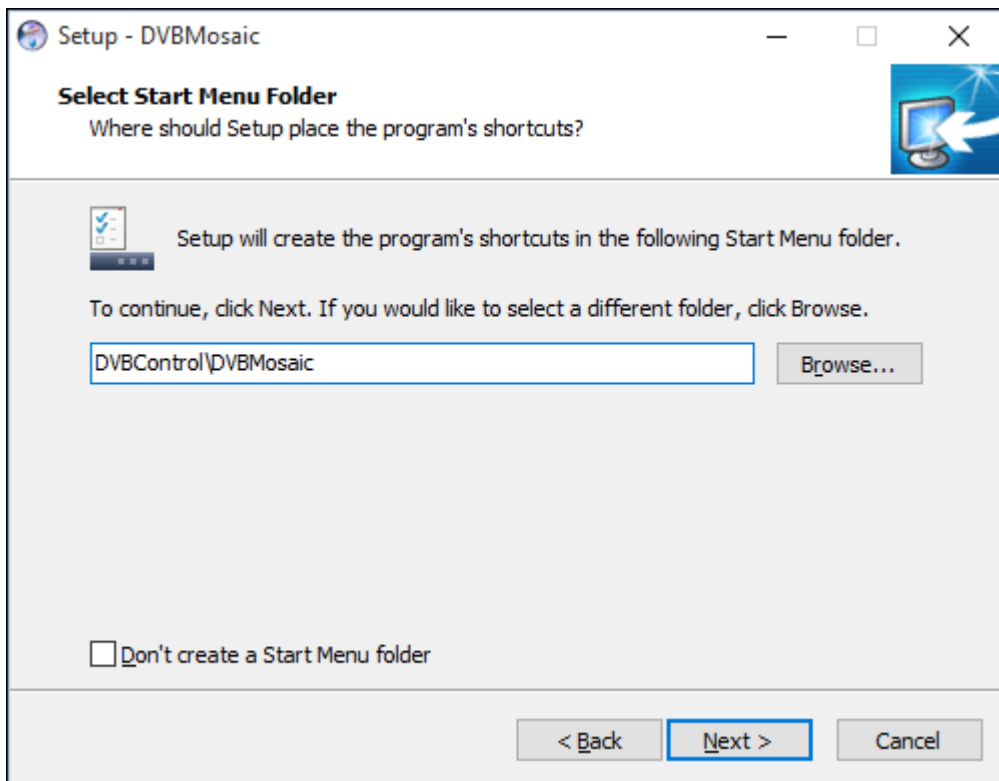 Setup - DVBMosaic
Select Start Menu Folder
Where should Setup place the program's shortcuts?
Setup will create the program's shortcuts in the following Start Menu folder.
To continue, click Next. If you would like to select a different folder, click Browse.
DVBControl\DVBMosaic
Browse...
Don't create a Start Menu folder
< Back
Next >
Cancel